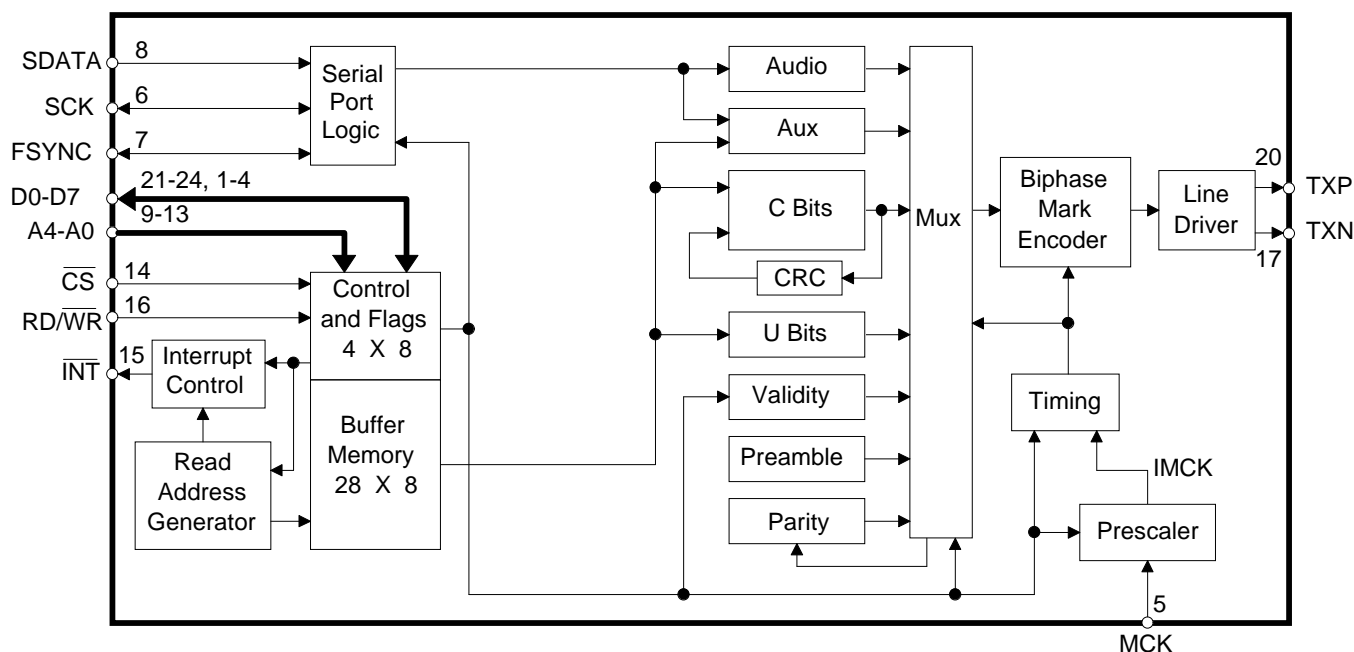 SDATA
8
SCK
6
FSYNC
7
D0-D7
21-24, 1-4
A4-A0
9-13
CS
14
RD/WR
16
INT
15
Serial
Port
Logic
Control
and Flags
4 X 8
Interrupt
Control
Buffer
Memory
28 X 8
Read
Address
Generator
Audio
Aux
C Bits
CRC
U Bits
Validity
Preamble
Parity
Mux
Biphase
Mark
Encoder
Line
Driver
20
TXP
TXN
17
Timing
IMCK
Prescaler
5
MCK